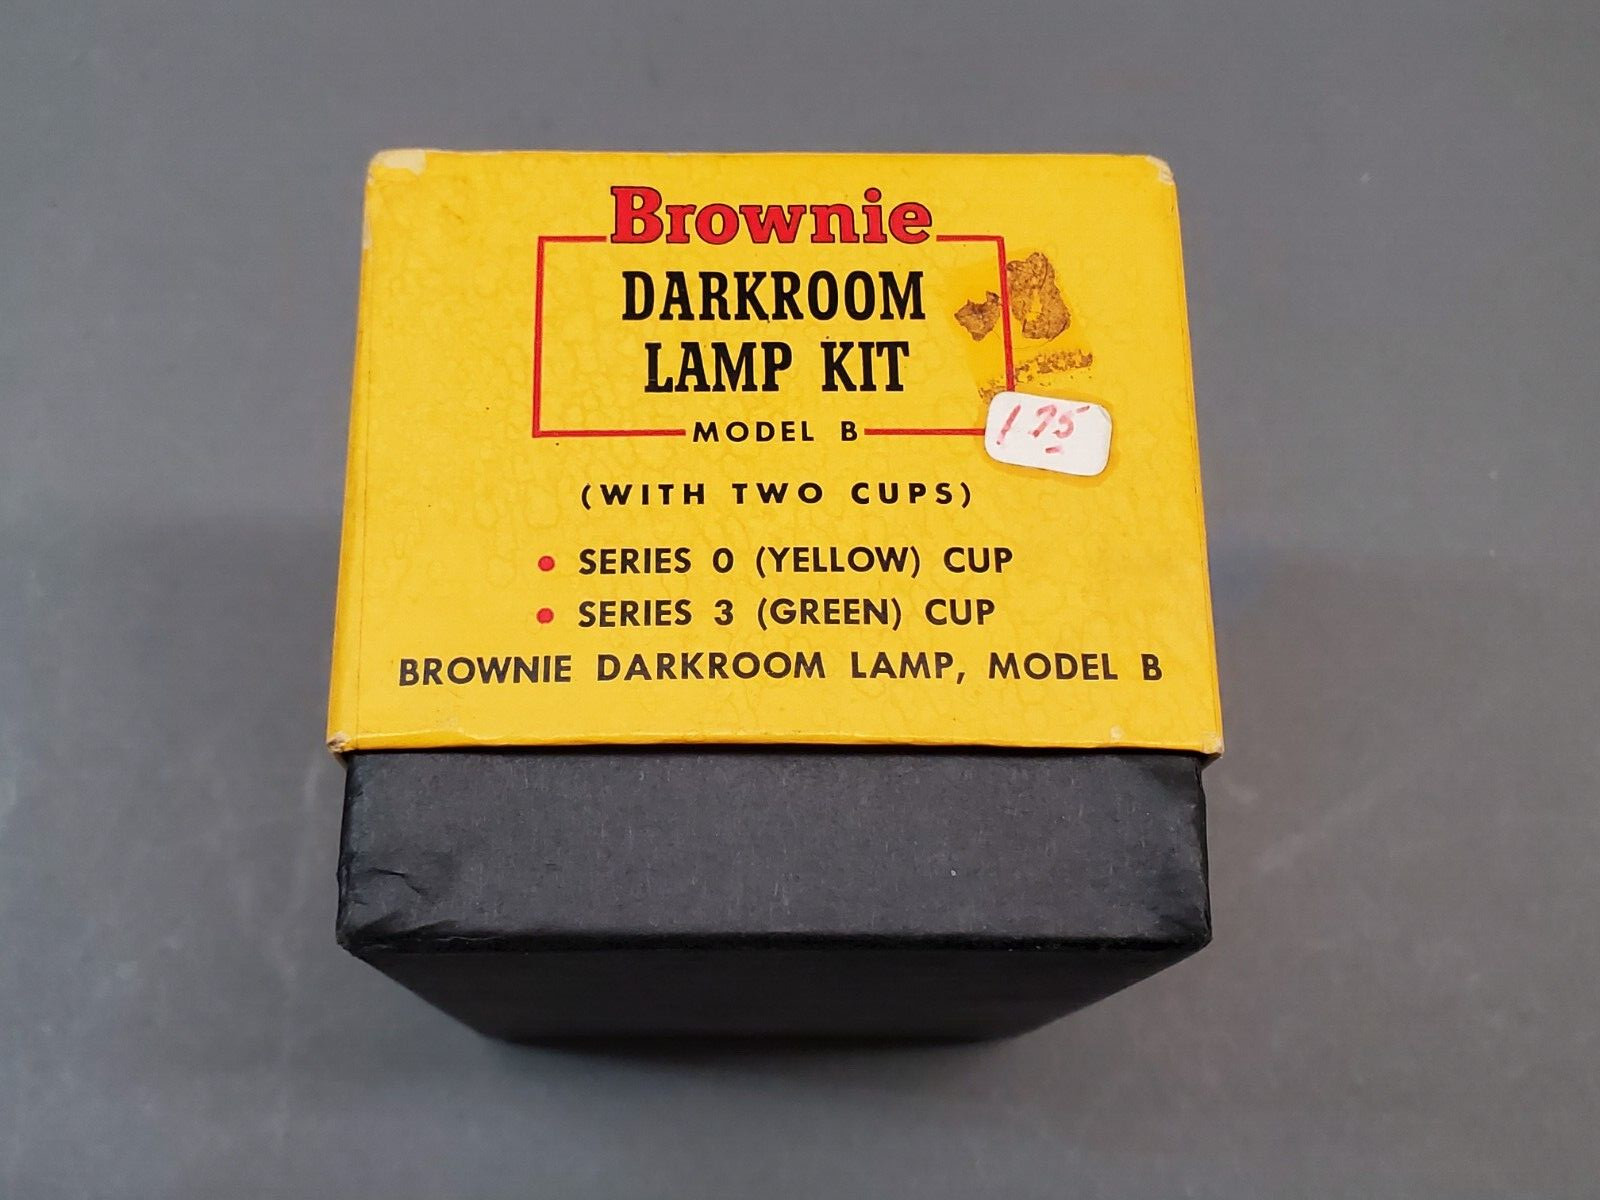 Brownie
DARKROOM
LAMP KIT
MODEL B
1 95
(WITH TWO CUPS)
• SERIES 0 (YELLOW) CUP
• SERIES 3 (GREEN) CUP
BROWNIE DARKROOM LAMP, MODEL B